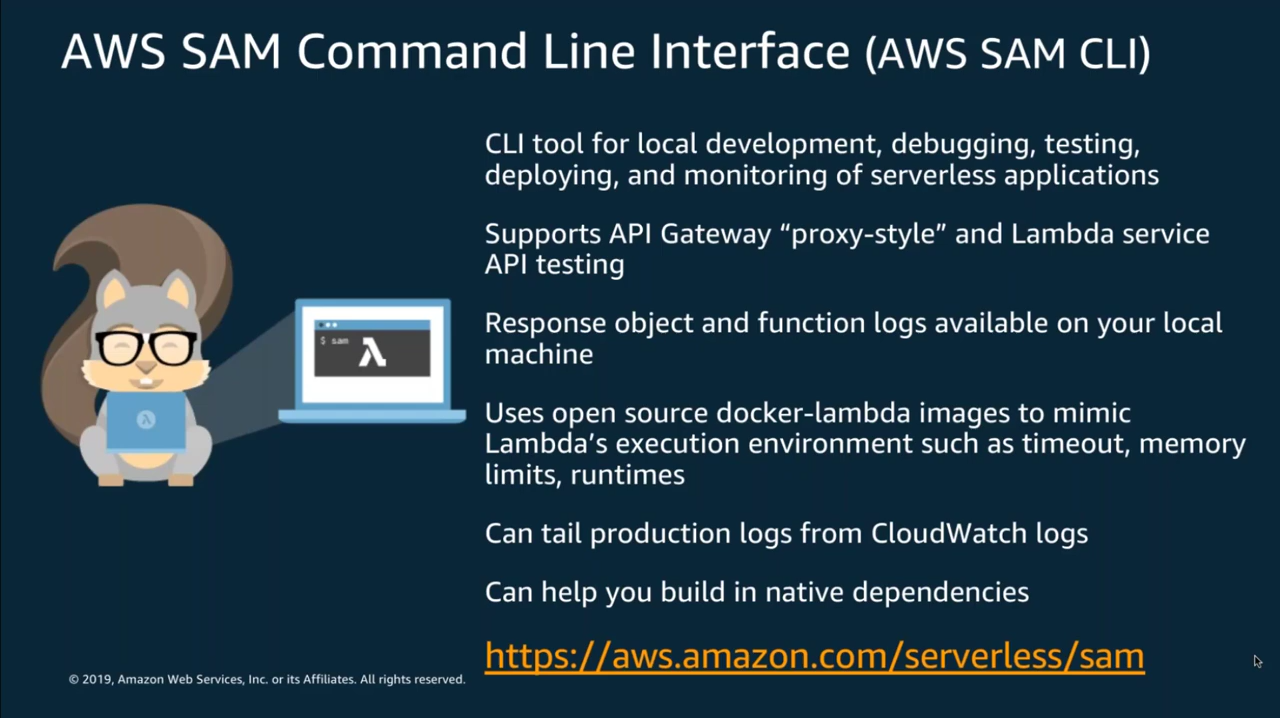 AWS SAM Command Line Interface (AWS SAM CLI)
CLI tool for local development, debugging, testing,
deploying, and monitoring of serverless applications
Supports API Gateway “proxy-style” and Lambda service
API testing
Response object and function logs available on your local
machine
$ sam
λ
λ
Uses open source docker-lambda images to mimic
Lambda’s execution environment such as timeout, memory
limits, runtimes
Can tail production logs from CloudWatch logs
Can help you build in native dependencies
https://aws.amazon.com/serverless/sam
© 2019, Amazon Web Services, Inc. or its Affiliates. All rights reserved.